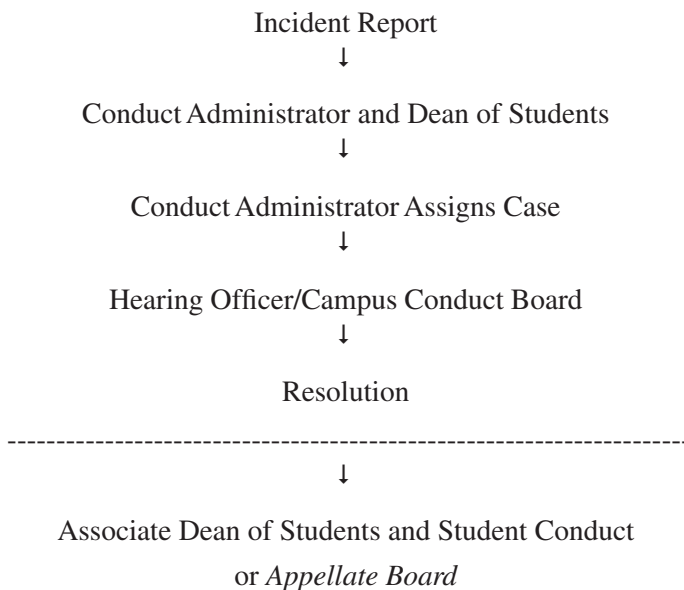 Incident Report
↓
Conduct Administrator and Dean of Students
↓
Conduct Administrator Assigns Case
↓
Hearing Officer/Campus Conduct Board
↓
Resolution
----------------------------------------------------------------------
↓
Associate Dean of Students and Student Conduct
or Appellate Board